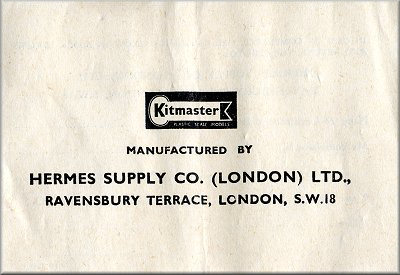 Kitmaster
PLASTIC SCALE MODELS
MANUFACTURED BY
HERMES SUPPLY CO. (LONDON) LTD.,
RAVENSBURY TERRACE, LONDON, S.W.18